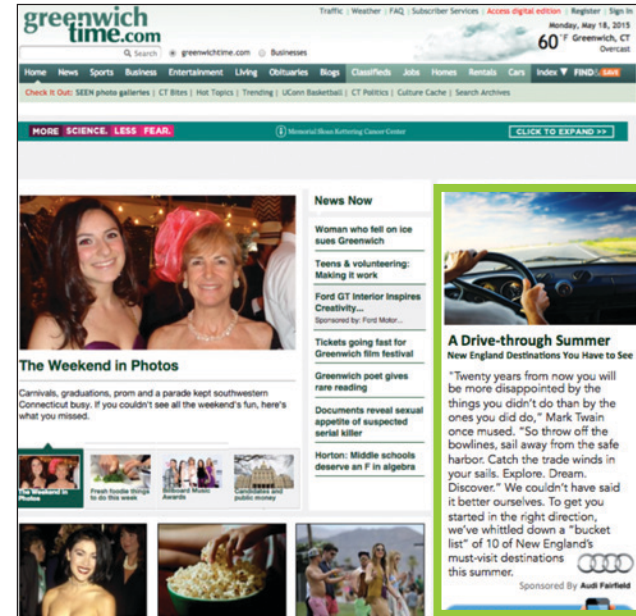 greenwich
time.com
Traffic | Weather | FAQ | Subscriber Services | Access digital edition | Register | Sign In
Monday, May 18, 2015
60°F Greenwich, CT
Overcast
Search greenwichtime.com Businesses
Home News Sports Business Entertainment Living Obituaries Blogs Classifieds Jobs Homes Rentals Cars Index ▼ FIND&SAVE
Check It Out: SEEN photo galleries | CT Bites | Hot Topics | Trending | UConn Basketball | CT Politics | Culture Cache | Search Archives
MORE SCIENCE. LESS FEAR.
Memorial Sloan Kettering Cancer Center
CLICK TO EXPAND >>
The Weekend in Photos
Carnivals, graduations, prom and a parade kept southwestern
Connecticut busy. If you couldn't see all the weekend's fun, here's
what you missed.
The Weekend in
Photos
Fresh foodie things
to do this week
Billboard Music
Awards
Candidates and
public money
News Now
Woman who fell on ice
sues Greenwich
Teens & volunteering:
Making it work
Ford GT Interior Inspires
Creativity...
Sponsored by: Ford Motor...
Tickets going fast for
Greenwich film festival
Greenwich poet gives
rare reading
Documents reveal sexual
appetite of suspected
serial killer
Horton: Middle schools
deserve an F in algebra
A Drive-through Summer
New England Destinations You Have to See
"Twenty years from now you will
be more disappointed by the
things you didn't do than by the
ones you did do," Mark Twain
once mused. "So throw off the
bowlines, sail away from the safe
harbor. Catch the trade winds in
your sails. Explore. Dream.
Discover." We couldn't have said
it better ourselves. To get you
started in the right direction,
we've whittled down a "bucket
list" of 10 of New England's
must-visit destinations
this summer.
Sponsored By Audi Fairfield